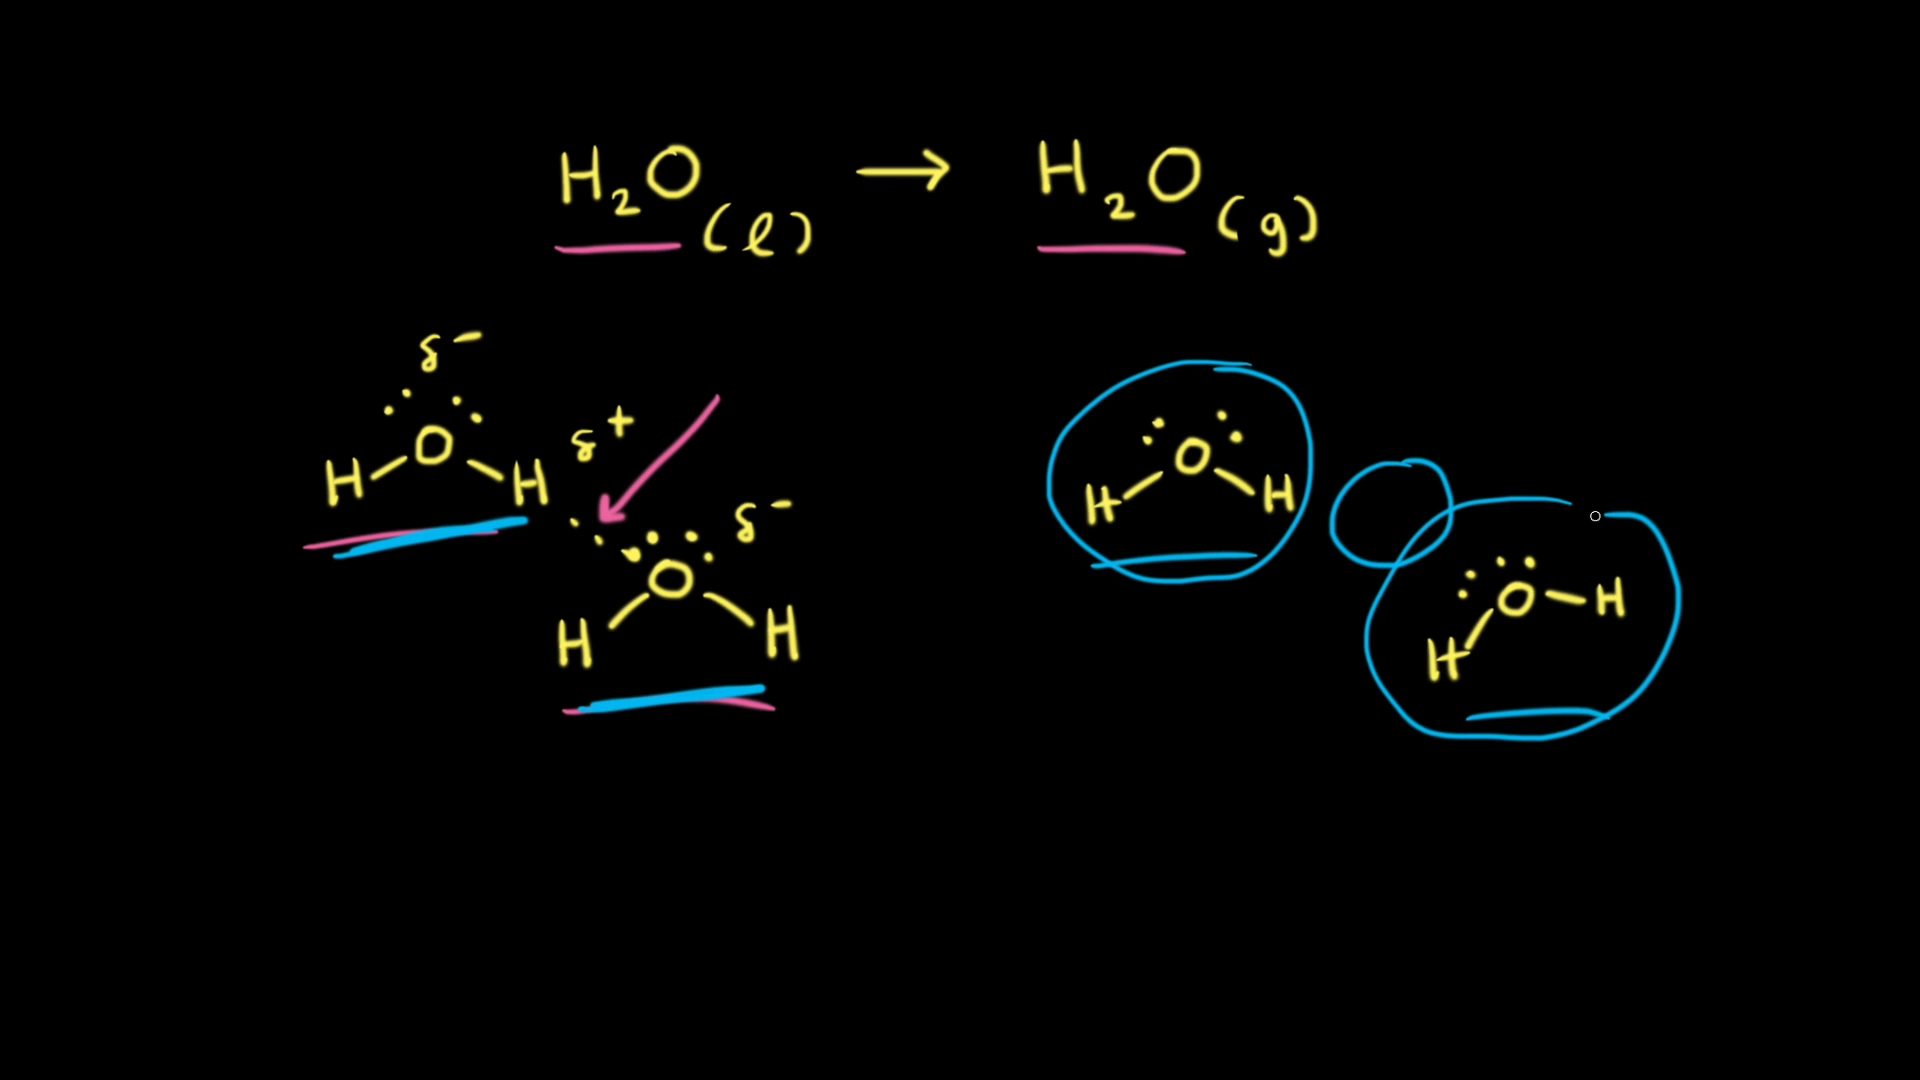 H₂O(l) → H₂O(g)
δ⁻
δ⁺
O
H H
O
H H
δ⁻
O
H H
O H
H